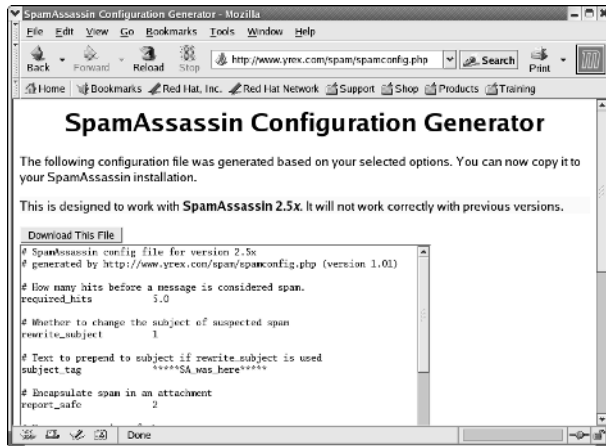 SpamAssassin Configuration Generator - Mozilla
File Edit View Go Bookmarks Tools Window Help
Back Forward Reload Stop http://www.yrex.com/spam/spamconfig.php Search Print
Home Bookmarks Red Hat, Inc. Red Hat Network Support Shop Products Training
SpamAssassin Configuration Generator
The following configuration file was generated based on your selected options. You can now copy it to
your SpamAssassin installation.
This is designed to work with SpamAssassin 2.5x. It will not work correctly with previous versions.
Download This File
# SpamAssassin config file for version 2.5x
# generated by http://www.yrex.com/spam/spamconfig.php (version 1.01)
# How many hits before a message is considered spam.
required_hits 5.0
# Whether to change the subject of suspected spam
rewrite_subject 1
# Text to prepend to subject if rewrite_subject is used
subject_tag *****SA_was_here*****
# Encapsulate spam in an attachment
report_safe 2
Done